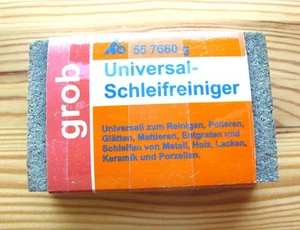 grob
55 7660 g
Universal-
Schleifreiniger
Universell zum Reinigen, Polieren,
Glätten, Mattieren, Entgraten und
Schleifen von Metall, Holz, Lacken,
Keramik und Porzellan.